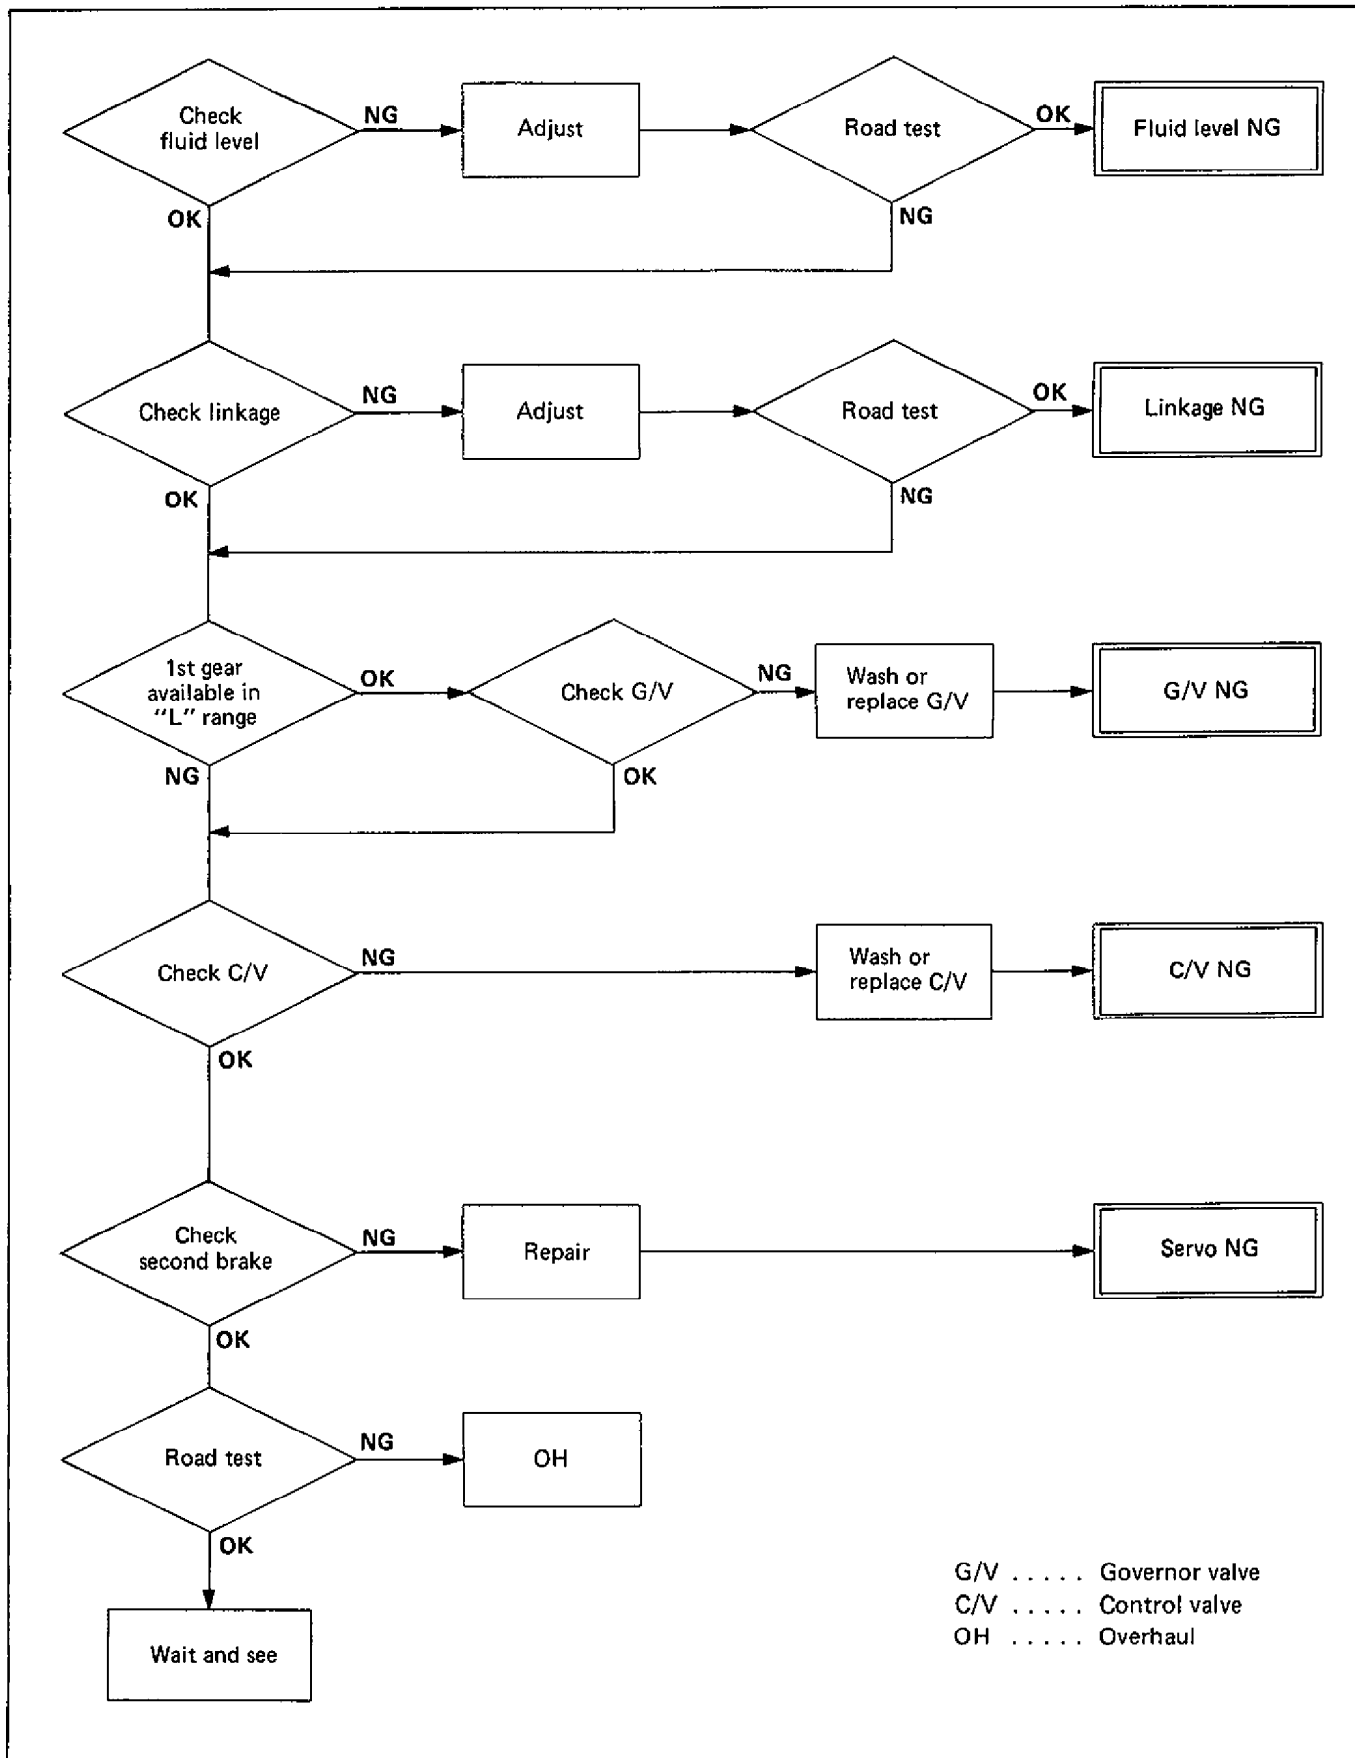 Check
fluid level
NG
Adjust
Road test
OK
Fluid level NG
OK
NG
Check linkage
NG
Adjust
Road test
OK
Linkage NG
OK
NG
1st gear
available in
"L" range
OK
Check G/V
NG
Wash or
replace G/V
G/V NG
NG
OK
Check C/V
NG
Wash or
replace C/V
C/V NG
OK
Check
second brake
NG
Repair
Servo NG
OK
Road test
NG
OH
OK
Wait and see
G/V ..... Governor valve
C/V ..... Control valve
OH ..... Overhaul